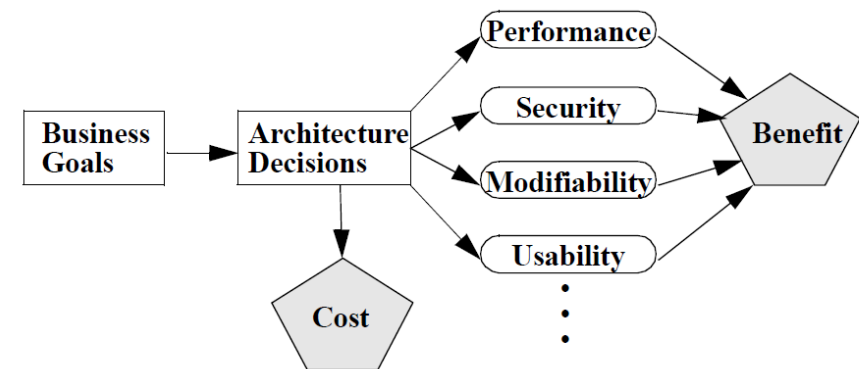 Performance
Security
Business
Goals
Architecture
Decisions
Benefit
Modifiability
Usability
Cost